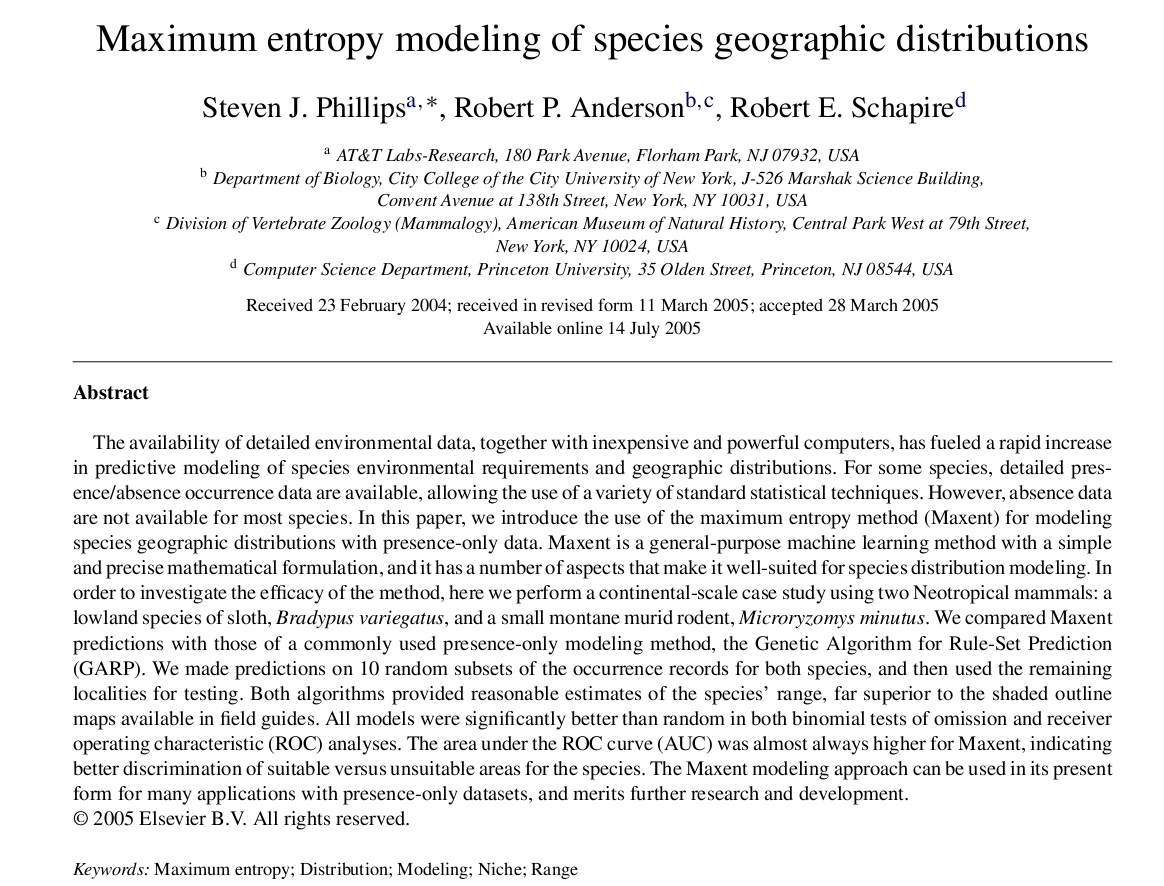 Maximum entropy modeling of species geographic distributions
Steven J. Phillipsa,*, Robert P. Andersonb,c, Robert E. Schapired
a AT&T Labs-Research, 180 Park Avenue, Florham Park, NJ 07932, USA
b Department of Biology, City College of the City University of New York, J-526 Marshak Science Building,
Convent Avenue at 138th Street, New York, NY 10031, USA
c Division of Vertebrate Zoology (Mammalogy), American Museum of Natural History, Central Park West at 79th Street,
New York, NY 10024, USA
d Computer Science Department, Princeton University, 35 Olden Street, Princeton, NJ 08544, USA
Received 23 February 2004; received in revised form 11 March 2005; accepted 28 March 2005
Available online 14 July 2005
Abstract
The availability of detailed environmental data, together with inexpensive and powerful computers, has fueled a rapid increase
in predictive modeling of species environmental requirements and geographic distributions. For some species, detailed pres-
ence/absence occurrence data are available, allowing the use of a variety of standard statistical techniques. However, absence data
are not available for most species. In this paper, we introduce the use of the maximum entropy method (Maxent) for modeling
species geographic distributions with presence-only data. Maxent is a general-purpose machine learning method with a simple
and precise mathematical formulation, and it has a number of aspects that make it well-suited for species distribution modeling. In
order to investigate the efficacy of the method, here we perform a continental-scale case study using two Neotropical mammals: a
lowland species of sloth, Bradypus variegatus, and a small montane murid rodent, Microryzomys minutus. We compared Maxent
predictions with those of a commonly used presence-only modeling method, the Genetic Algorithm for Rule-Set Prediction
(GARP). We made predictions on 10 random subsets of the occurrence records for both species, and then used the remaining
localities for testing. Both algorithms provided reasonable estimates of the species' range, far superior to the shaded outline
maps available in field guides. All models were significantly better than random in both binomial tests of omission and receiver
operating characteristic (ROC) analyses. The area under the ROC curve (AUC) was almost always higher for Maxent, indicating
better discrimination of suitable versus unsuitable areas for the species. The Maxent modeling approach can be used in its present
form for many applications with presence-only datasets, and merits further research and development.
© 2005 Elsevier B.V. All rights reserved.
Keywords: Maximum entropy; Distribution; Modeling; Niche; Range